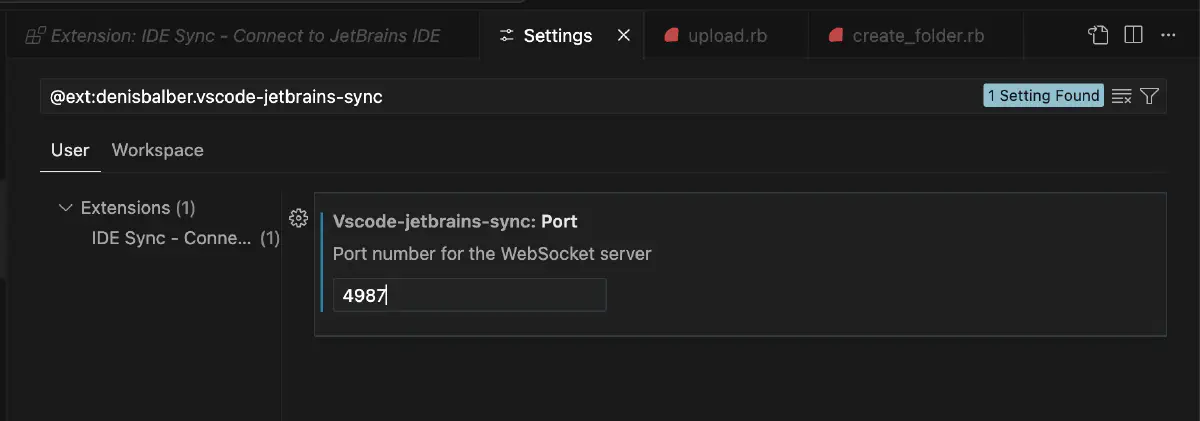 Extension: IDE Sync - Connect to JetBrains IDE Settings upload.rb create_folder.rb
@ext:denisbalber.vscode-jetbrains-sync 1 Setting Found
User Workspace
Extensions (1)
IDE Sync - Conne... (1)
Vscode-jetbrains-sync: Port
Port number for the WebSocket server
4987